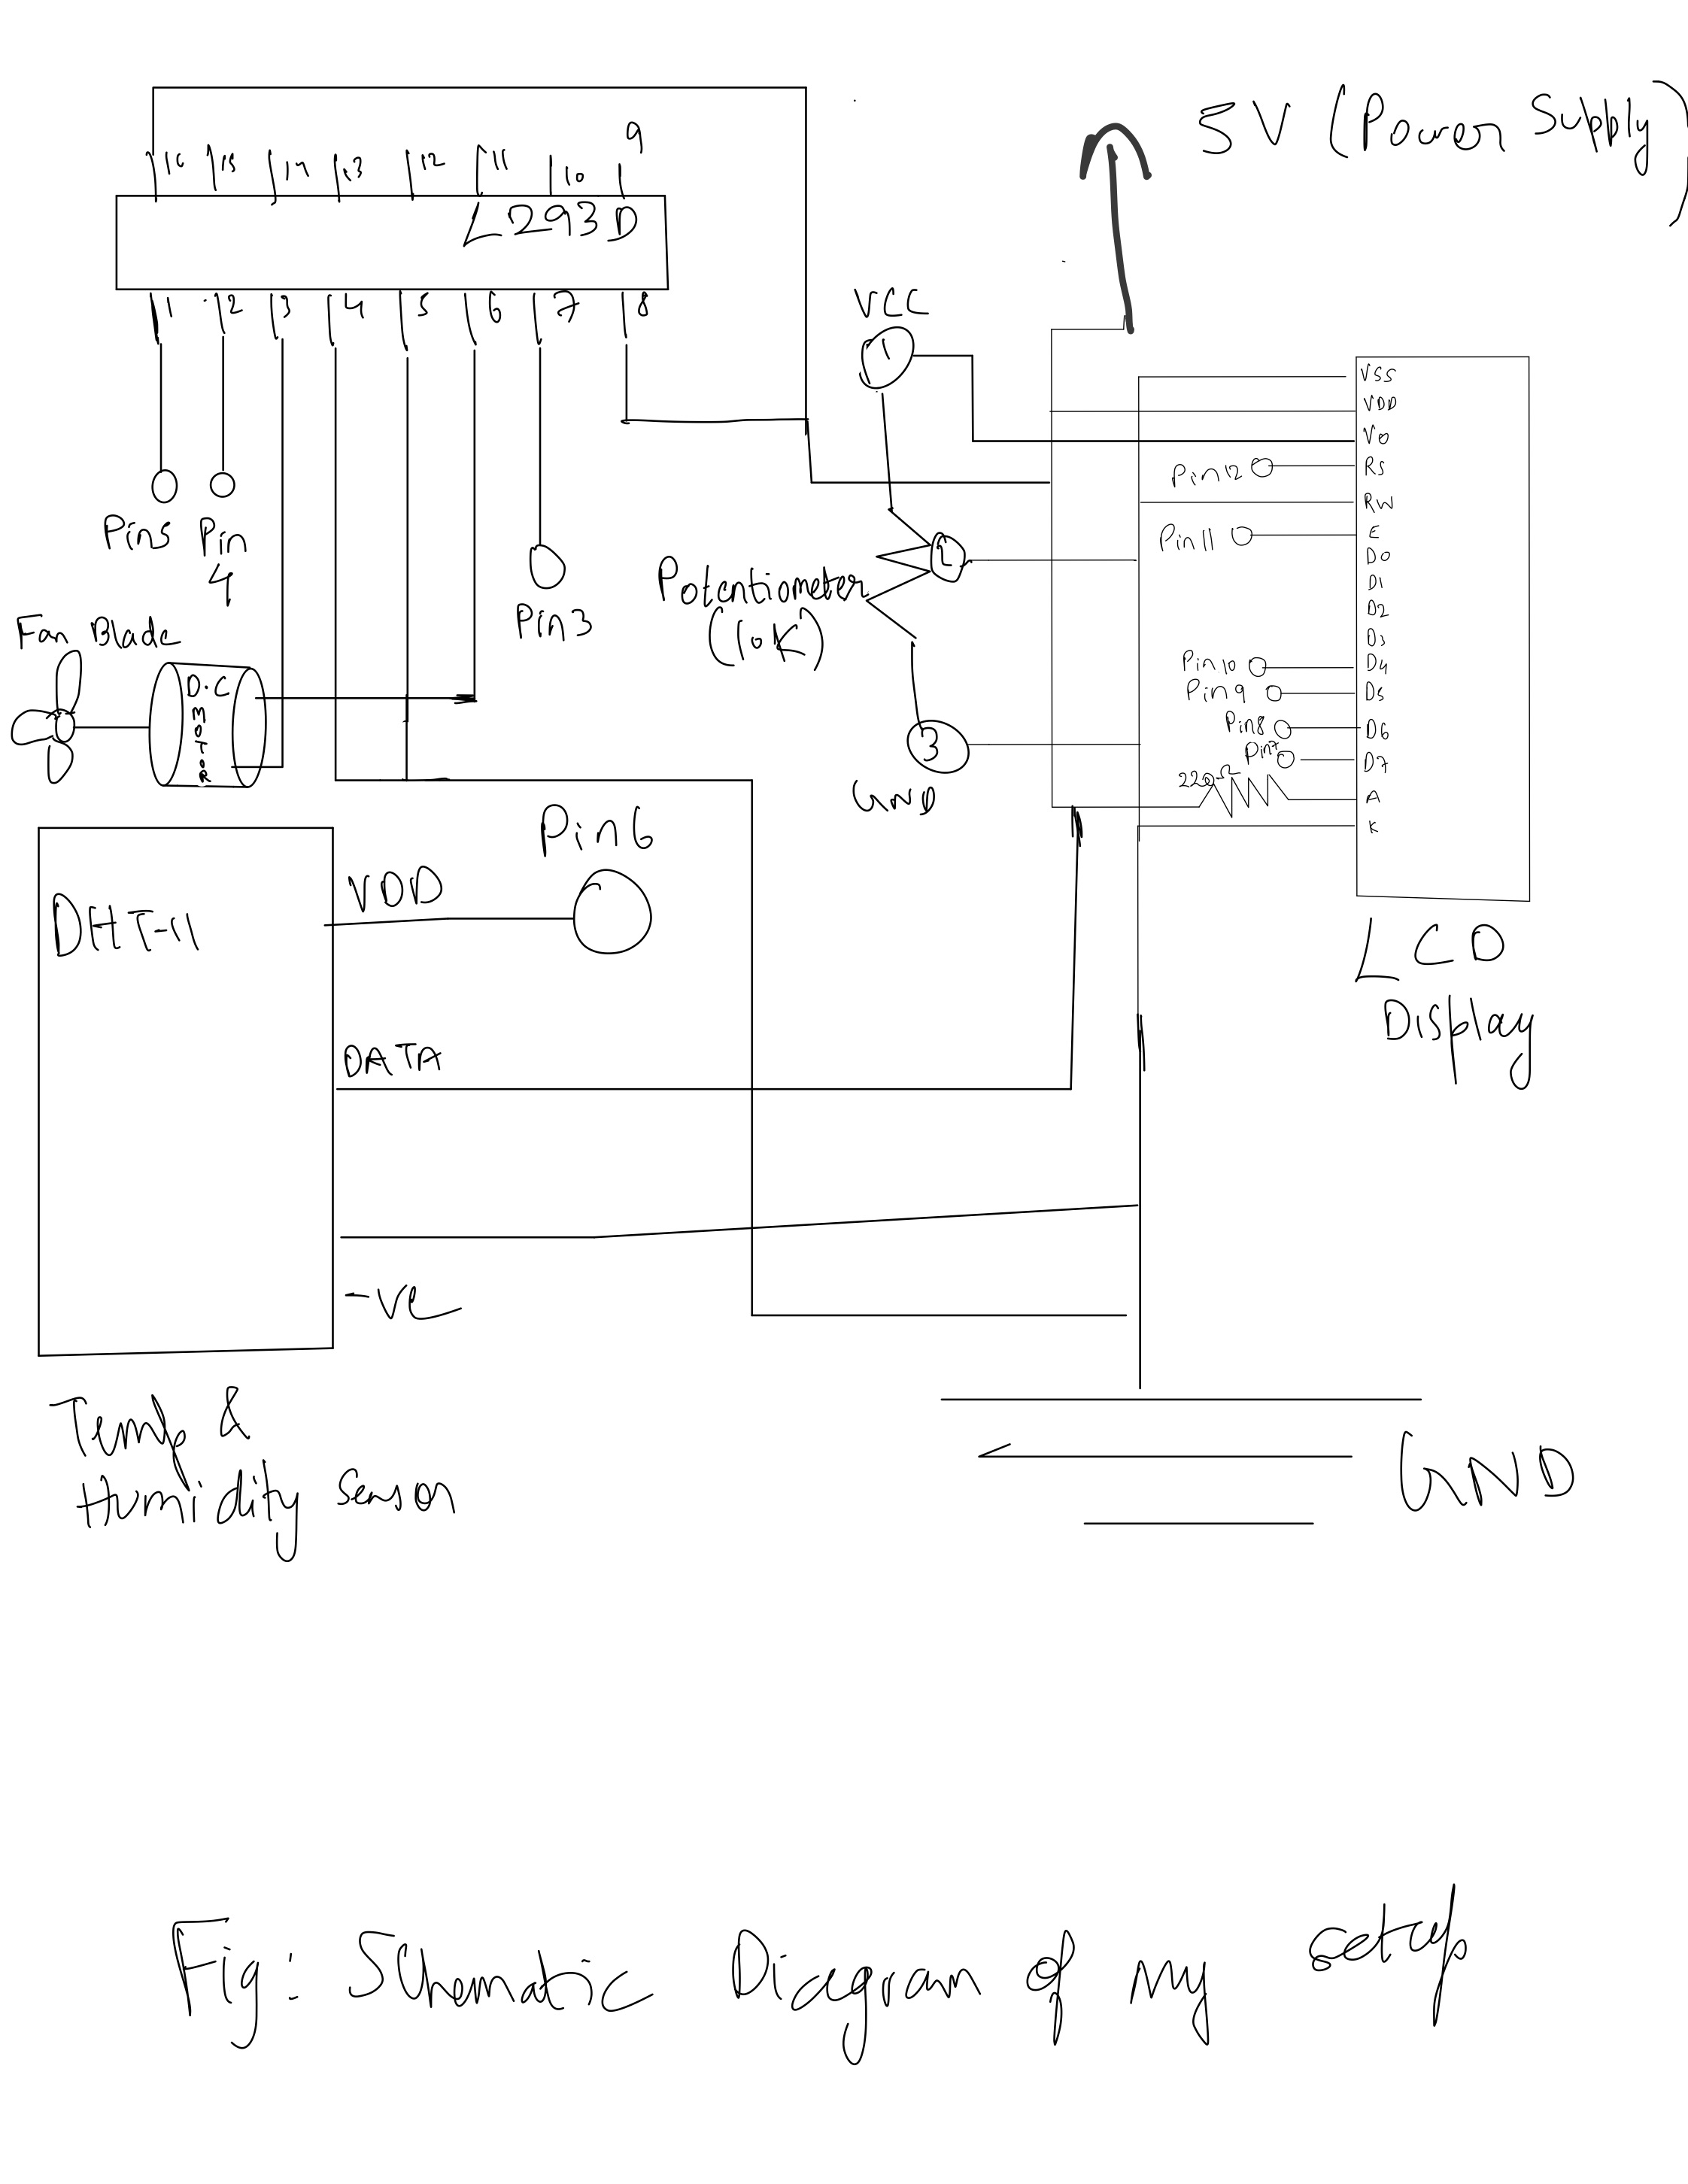 5V (Power Supply)
16 15 14 13 12 11 10 9
L293D
1 2 3 4 5 6 7 8
VCC
1
VSS
VDD
V0
Pin12 RS
RW
Pin11 E
D0
D1
D2
D3
Pin10 D4
Pin9 D5
Pin8 D6
Pin7 D7
220Ω A
K
LCD
Display
Pin5 Pin
4
Pin3
Potentiometer
(10K)
2
3
GND
Fan Blade
D.C
MOTOR
Pin6
DHT-11
VDD
DATA
-ve
Temp &
Humidity Sensor
GND
Fig: Schematic Diagram of my setup